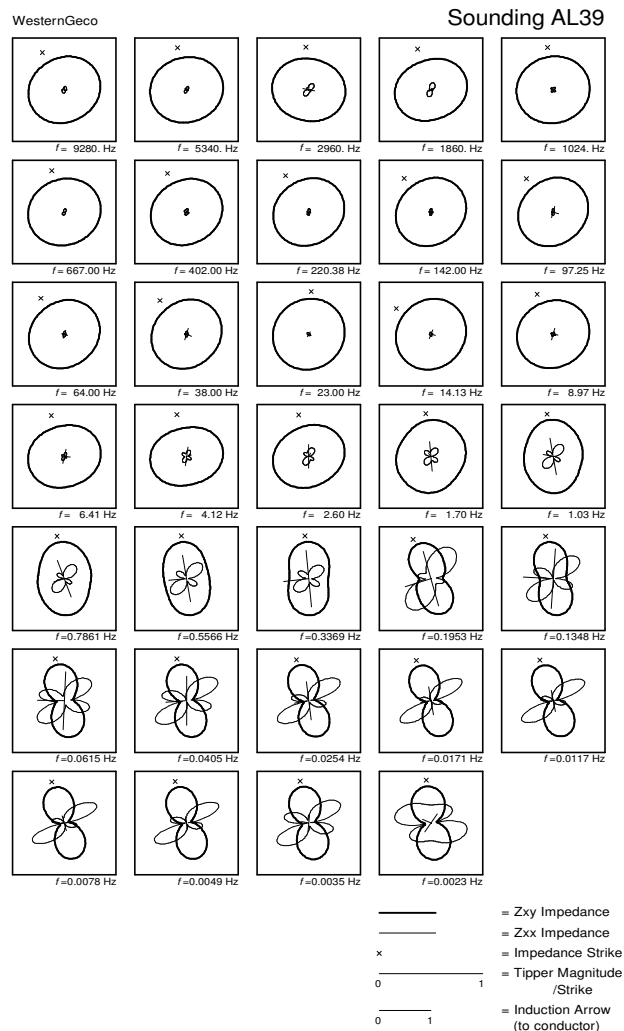 WesternGeco
Sounding AL39
f= 9280. Hz
f= 5340. Hz
f= 2960. Hz
f= 1860. Hz
f= 1024. Hz
f=667.00 Hz
f=402.00 Hz
f=220.38 Hz
f=142.00 Hz
f= 97.25 Hz
f= 64.00 Hz
f= 38.00 Hz
f= 23.00 Hz
f= 14.13 Hz
f= 8.97 Hz
f= 6.41 Hz
f= 4.12 Hz
f= 2.60 Hz
f= 1.70 Hz
f= 1.03 Hz
f=0.7861 Hz
f=0.5566 Hz
f=0.3369 Hz
f=0.1953 Hz
f=0.1348 Hz
f=0.0615 Hz
f=0.0405 Hz
f=0.0254 Hz
f=0.0171 Hz
f=0.0117 Hz
f=0.0078 Hz
f=0.0049 Hz
f=0.0035 Hz
f=0.0023 Hz
= Zxy Impedance
= Zxx Impedance
× = Impedance Strike
= Tipper Magnitude
0 1 /Strike
= Induction Arrow
0 1 (to conductor)